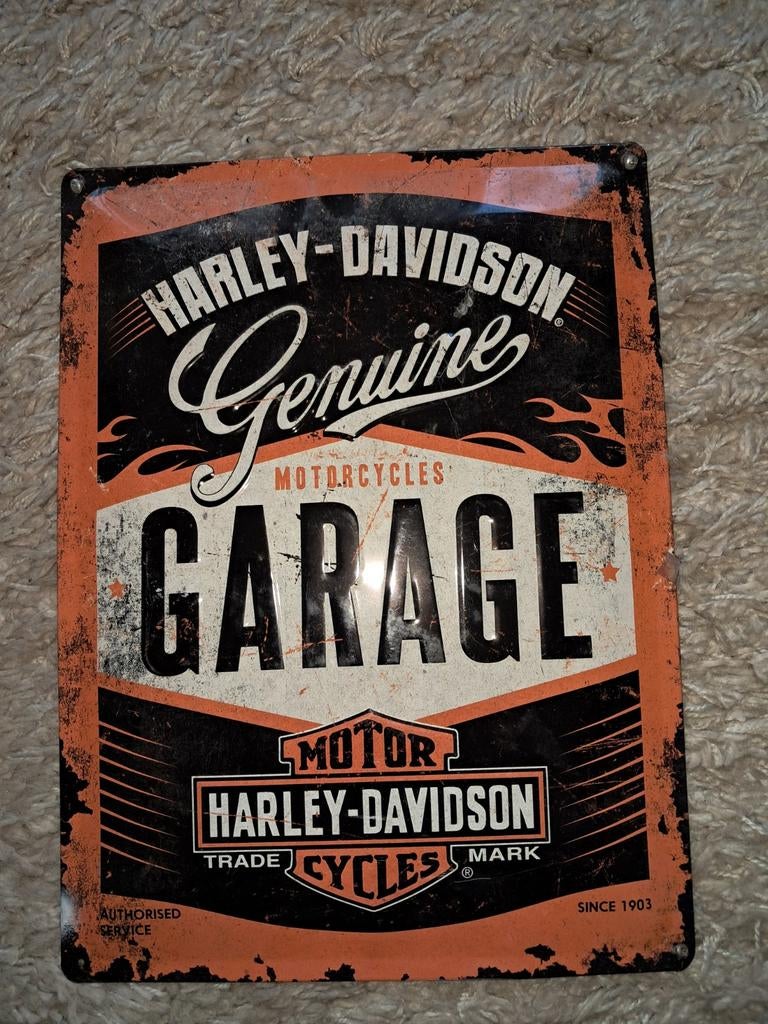 HARLEY-DAVIDSON®
Genuine
MOTORCYCLES
GARAGE
MOTOR
HARLEY-DAVIDSON
TRADE MARK
CYCLES ®
AUTHORISED
SERVICE
SINCE 1903